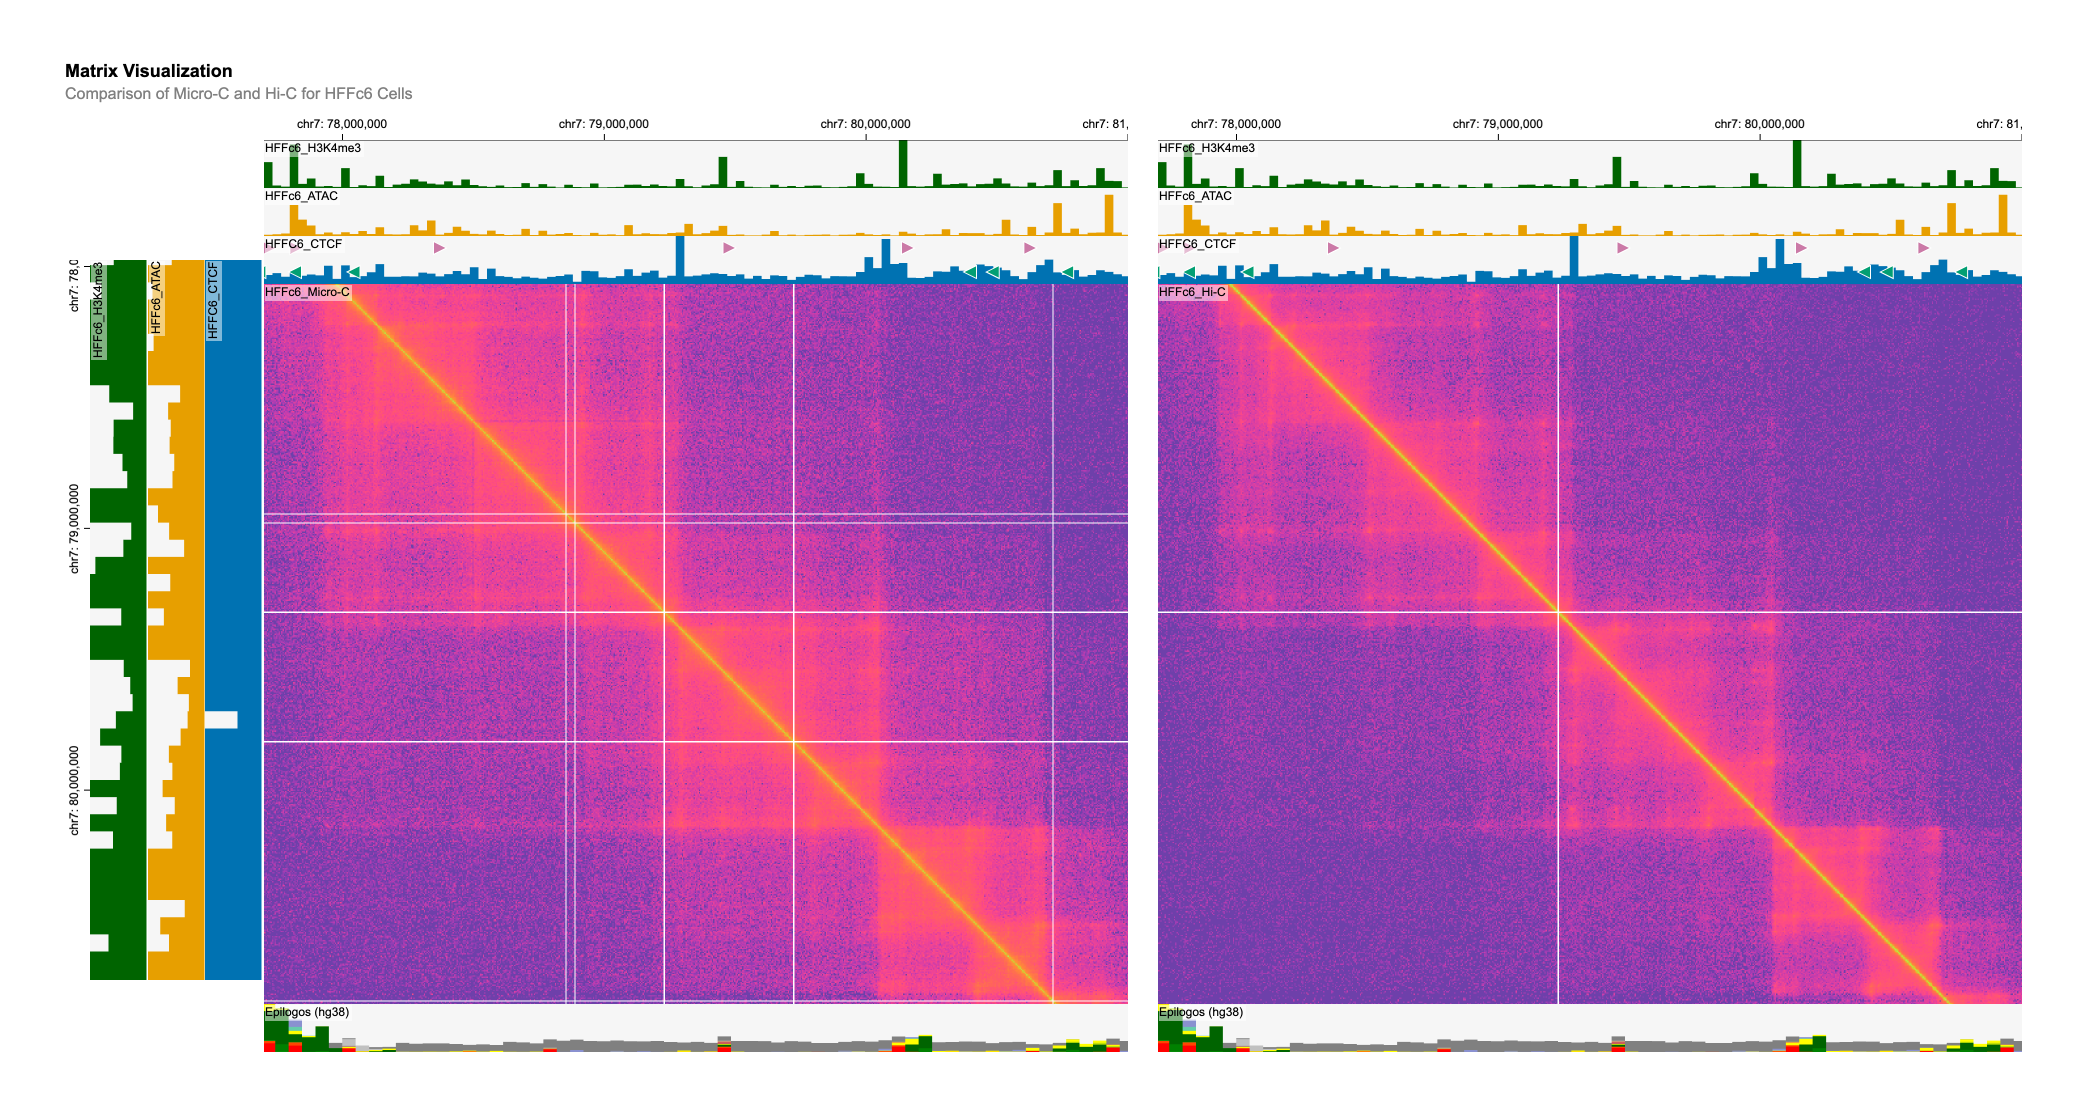 Matrix Visualization
Comparison of Micro-C and Hi-C for HFFc6 Cells
chr7: 78,000,000
chr7: 79,000,000
chr7: 80,000,000
chr7: 81,
chr7: 78,000,000
chr7: 79,000,000
chr7: 80,000,000
chr7: 81,
HFFc6_H3K4me3
HFFc6_H3K4me3
HFFc6_ATAC
HFFc6_ATAC
HFFC6_CTCF
HFFC6_CTCF
chr7: 78,0
chr7: 79,000,000
chr7: 80,000,000
HFFc6_H3K4me3
HFFc6_ATAC
HFFC6_CTCF
HFFc6_Micro-C
HFFc6_Hi-C
Epilogos (hg38)
Epilogos (hg38)